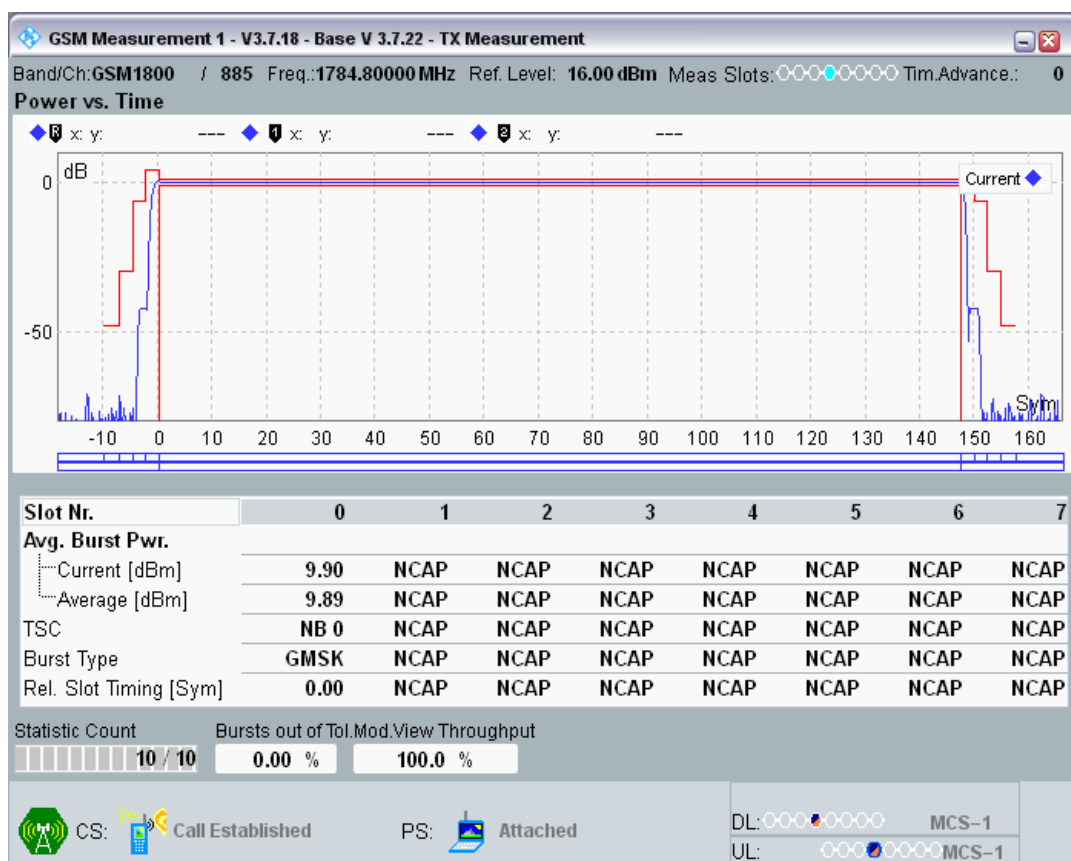 GSM Measurement 1 - V3.7.18 - Base V 3.7.22 - TX Measurement
Band/Ch:GSM1800 / 885 Freq.:1784.80000 MHz Ref. Level: 16.00 dBm Meas Slots: Tim.Advance.: 0
Power vs. Time
R x: y: --- 1 x: y: --- 2 x: y: ---
dB
0
Current
-50
Sym
-10 0 10 20 30 40 50 60 70 80 90 100 110 120 130 140 150 160
Slot Nr. 0 1 2 3 4 5 6 7
Avg. Burst Pwr.
Current [dBm] 9.90 NCAP NCAP NCAP NCAP NCAP NCAP NCAP
Average [dBm] 9.89 NCAP NCAP NCAP NCAP NCAP NCAP NCAP
TSC NB 0 NCAP NCAP NCAP NCAP NCAP NCAP NCAP
Burst Type GMSK NCAP NCAP NCAP NCAP NCAP NCAP NCAP
Rel. Slot Timing [Sym] 0.00 NCAP NCAP NCAP NCAP NCAP NCAP NCAP
Statistic Count Bursts out of Tol. Mod.View Throughput
10 / 10 0.00 % 100.0 %
CS: Call Established PS: Attached
DL: MCS-1
UL: MCS-1